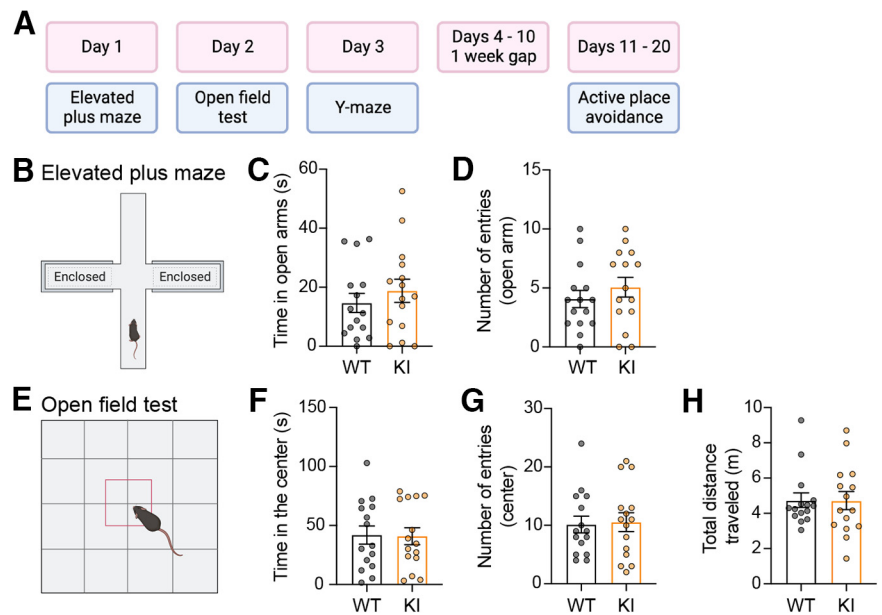 A
Day 1
Day 2
Day 3
Days 4 - 10
1 week gap
Days 11 - 20
Elevated
plus maze
Open field
test
Y-maze
Active place
avoidance
B Elevated plus maze
Enclosed
Enclosed
C
Time in open arms (s)
60
40
20
0
WT
KI
D
Number of entries
(open arm)
15
10
5
0
WT
KI
E Open field test
F
Time in the center (s)
150
100
50
0
WT
KI
G
Number of entries
(center)
30
20
10
0
WT
KI
H
Total distance
traveled (m)
10
8
6
4
2
0
WT
KI